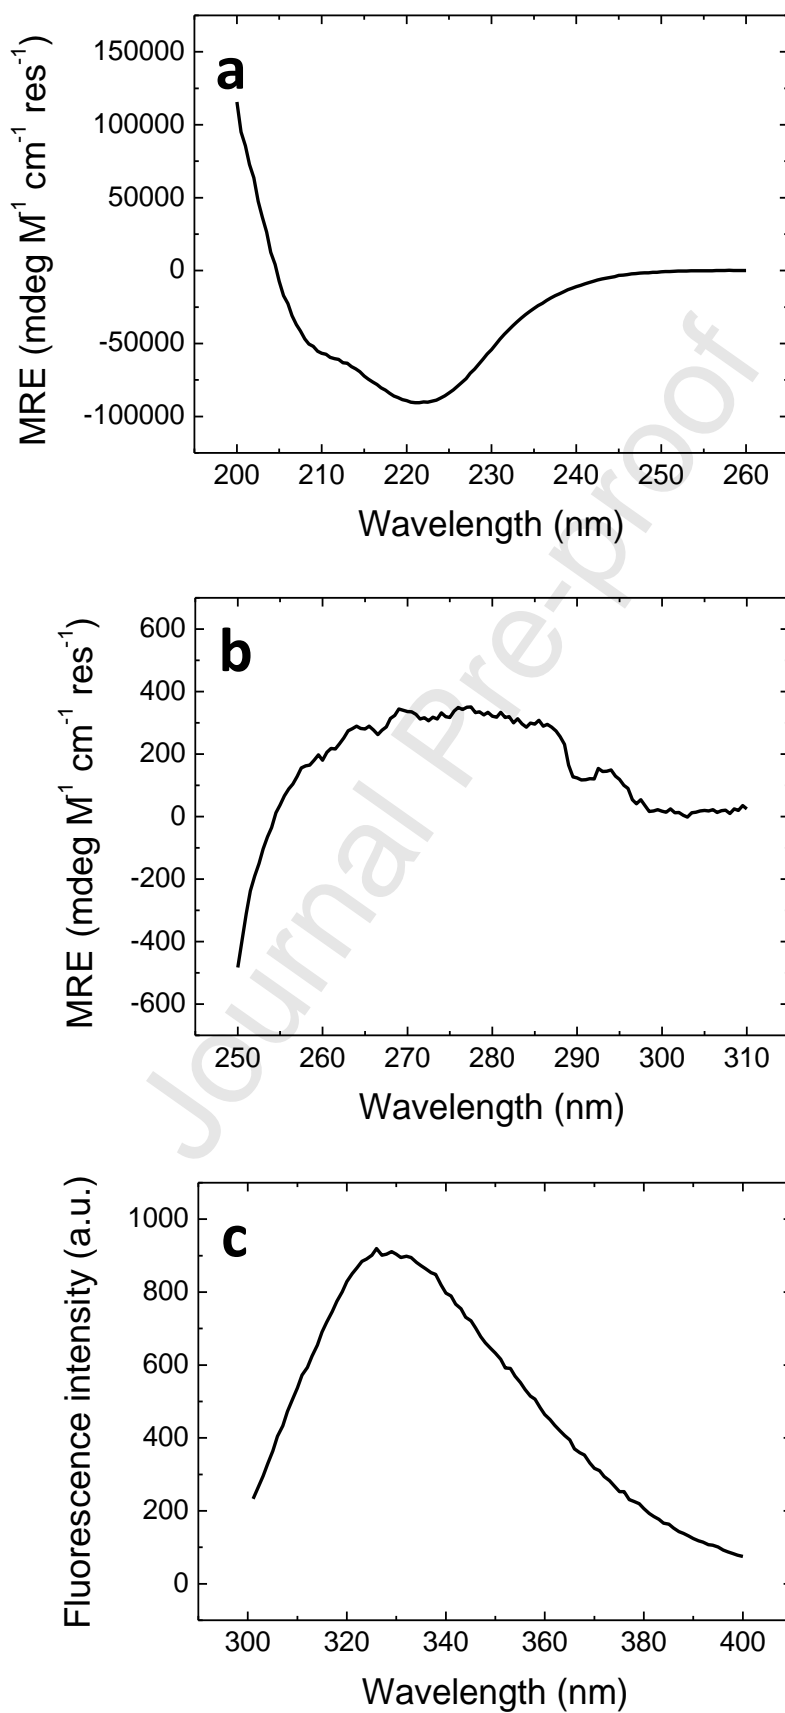 a
MRE (mdeg M⁻¹ cm⁻¹ res⁻¹)
150000
100000
50000
0
-50000
-100000
200 210 220 230 240 250 260
Wavelength (nm)
b
MRE (mdeg M⁻¹ cm⁻¹ res⁻¹)
600
400
200
0
-200
-400
-600
250 260 270 280 290 300 310
Wavelength (nm)
c
Fluorescence intensity (a.u.)
1000
800
600
400
200
0
300 320 340 360 380 400
Wavelength (nm)
Journal Pre-proof